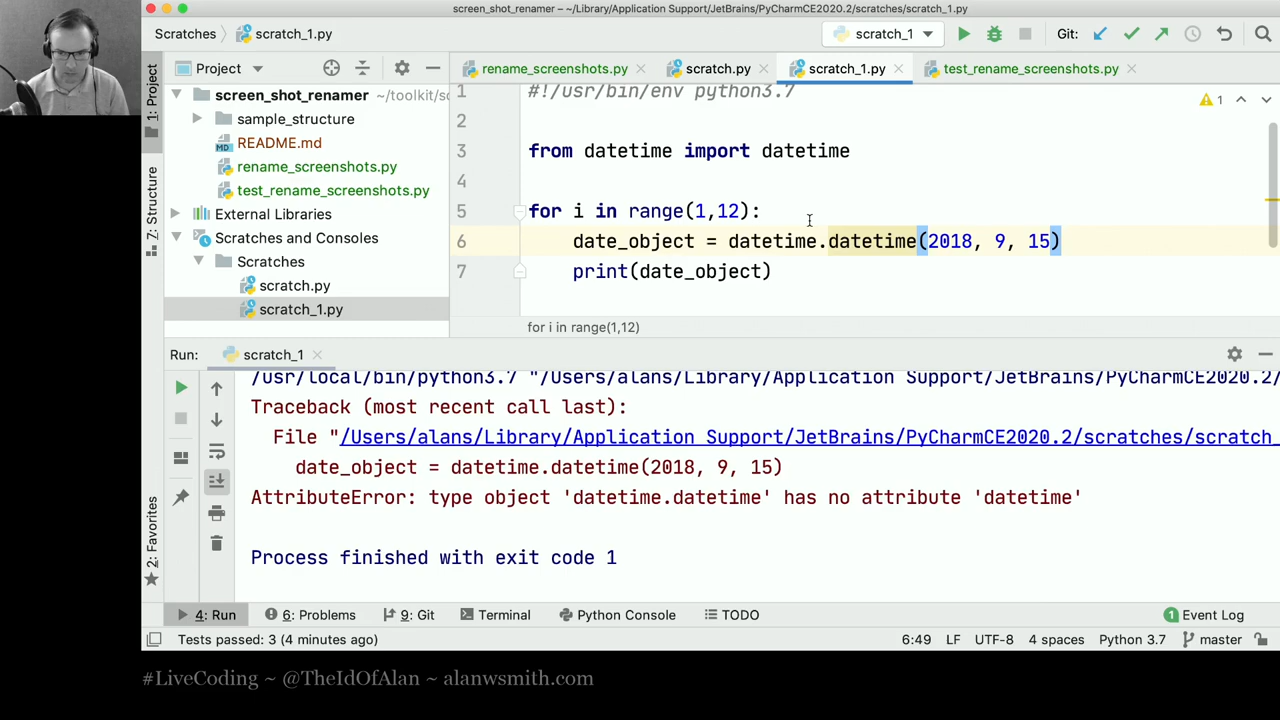 screen_shot_renamer – ~/Library/Application Support/JetBrains/PyCharmCE2020.2/scratches/scratch_1.py
Scratches scratch_1.py scratch_1 Git:
Project rename_screenshots.py scratch.py scratch_1.py test_rename_screenshots.py
1: Project
screen_shot_renamer ~/toolkit/sc
sample_structure
README.md
rename_screenshots.py
test_rename_screenshots.py
External Libraries
Scratches and Consoles
Scratches
scratch.py
scratch_1.py
Z: Structure
2: Favorites
1 #!/usr/bin/env python3.7
2
3 from datetime import datetime
4
5 for i in range(1,12):
6 date_object = datetime.datetime(2018, 9, 15)
7 print(date_object)
1
for i in range(1,12)
Run: scratch_1
/usr/local/bin/python3.7 "/Users/alans/Library/Application Support/JetBrains/PyCharmCE2020.2/
Traceback (most recent call last):
File "/Users/alans/Library/Application Support/JetBrains/PyCharmCE2020.2/scratches/scratch_
date_object = datetime.datetime(2018, 9, 15)
AttributeError: type object 'datetime.datetime' has no attribute 'datetime'
Process finished with exit code 1
4: Run 6: Problems 9: Git Terminal Python Console TODO 1 Event Log
Tests passed: 3 (4 minutes ago) 6:49 LF UTF-8 4 spaces Python 3.7 master
#LiveCoding ~ @TheIdOfAlan ~ alanwsmith.com